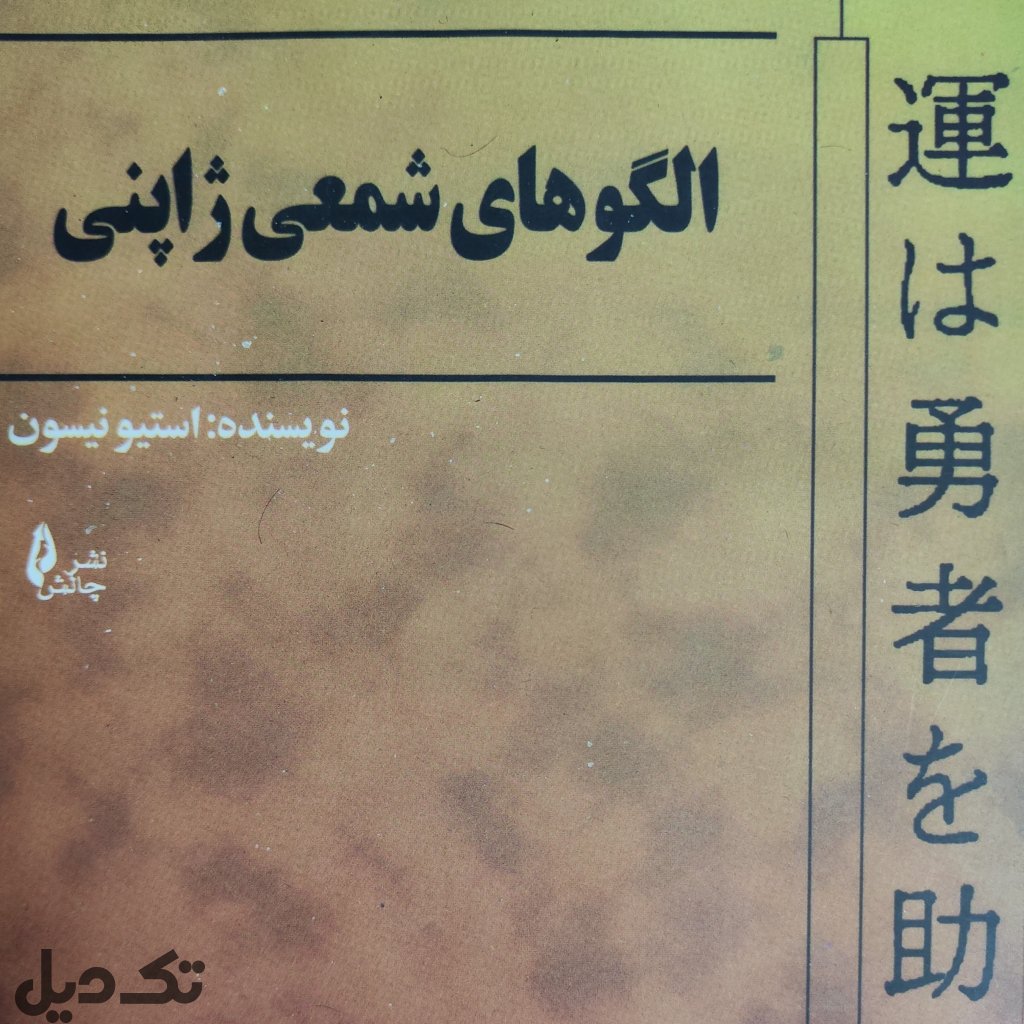 الگوهای شمعی ژاپنی
نویسنده: استیو نیسون
نشر
چالش
運は勇者を助
تک دیل